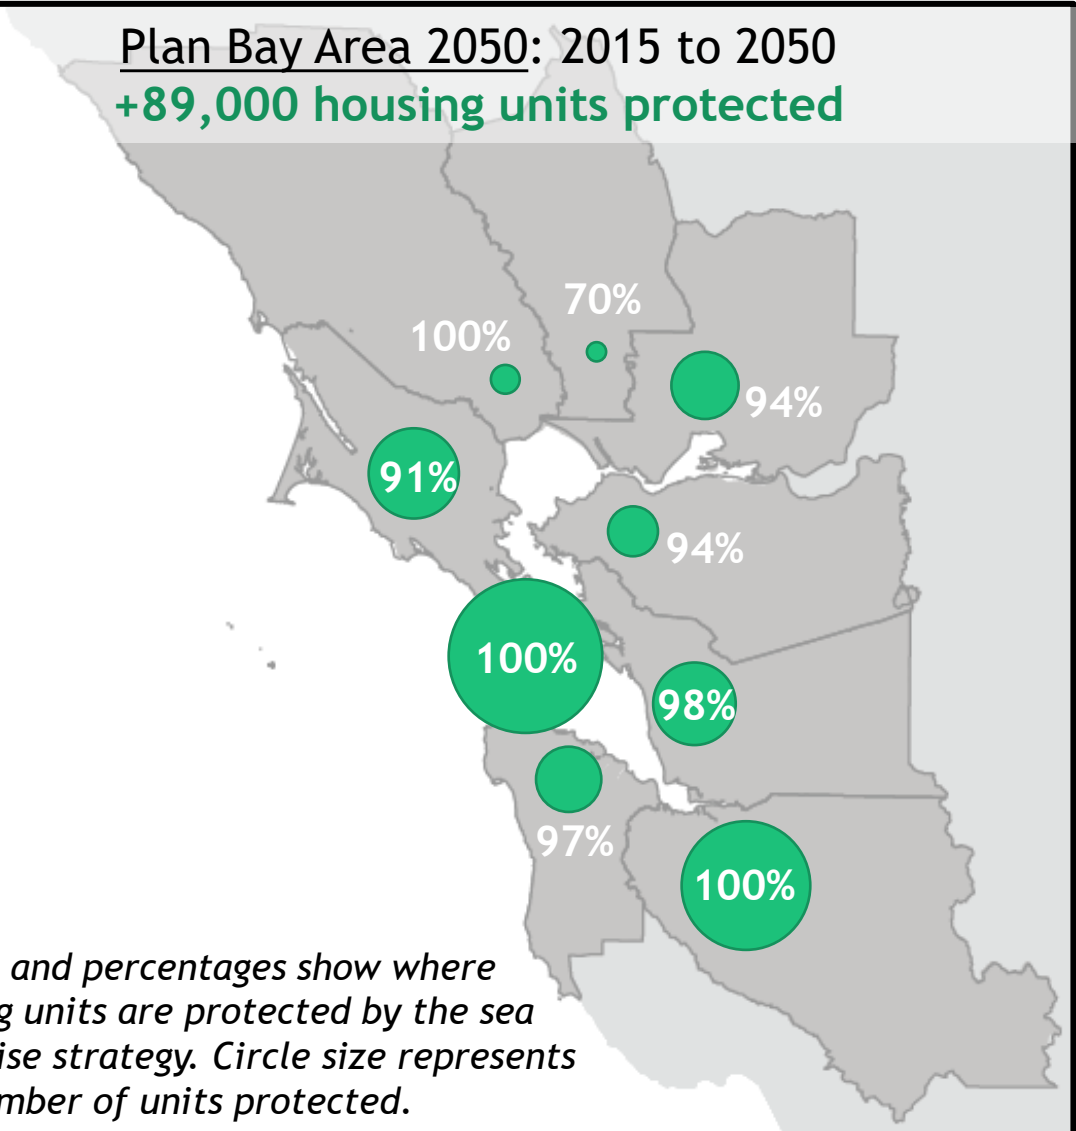 Plan Bay Area 2050: 2015 to 2050
+89,000 housing units protected
70%
100%
94%
91%
94%
100%
98%
97%
100%
and percentages show where
units are protected by the sea
strategy. Circle size represents
of units protected.